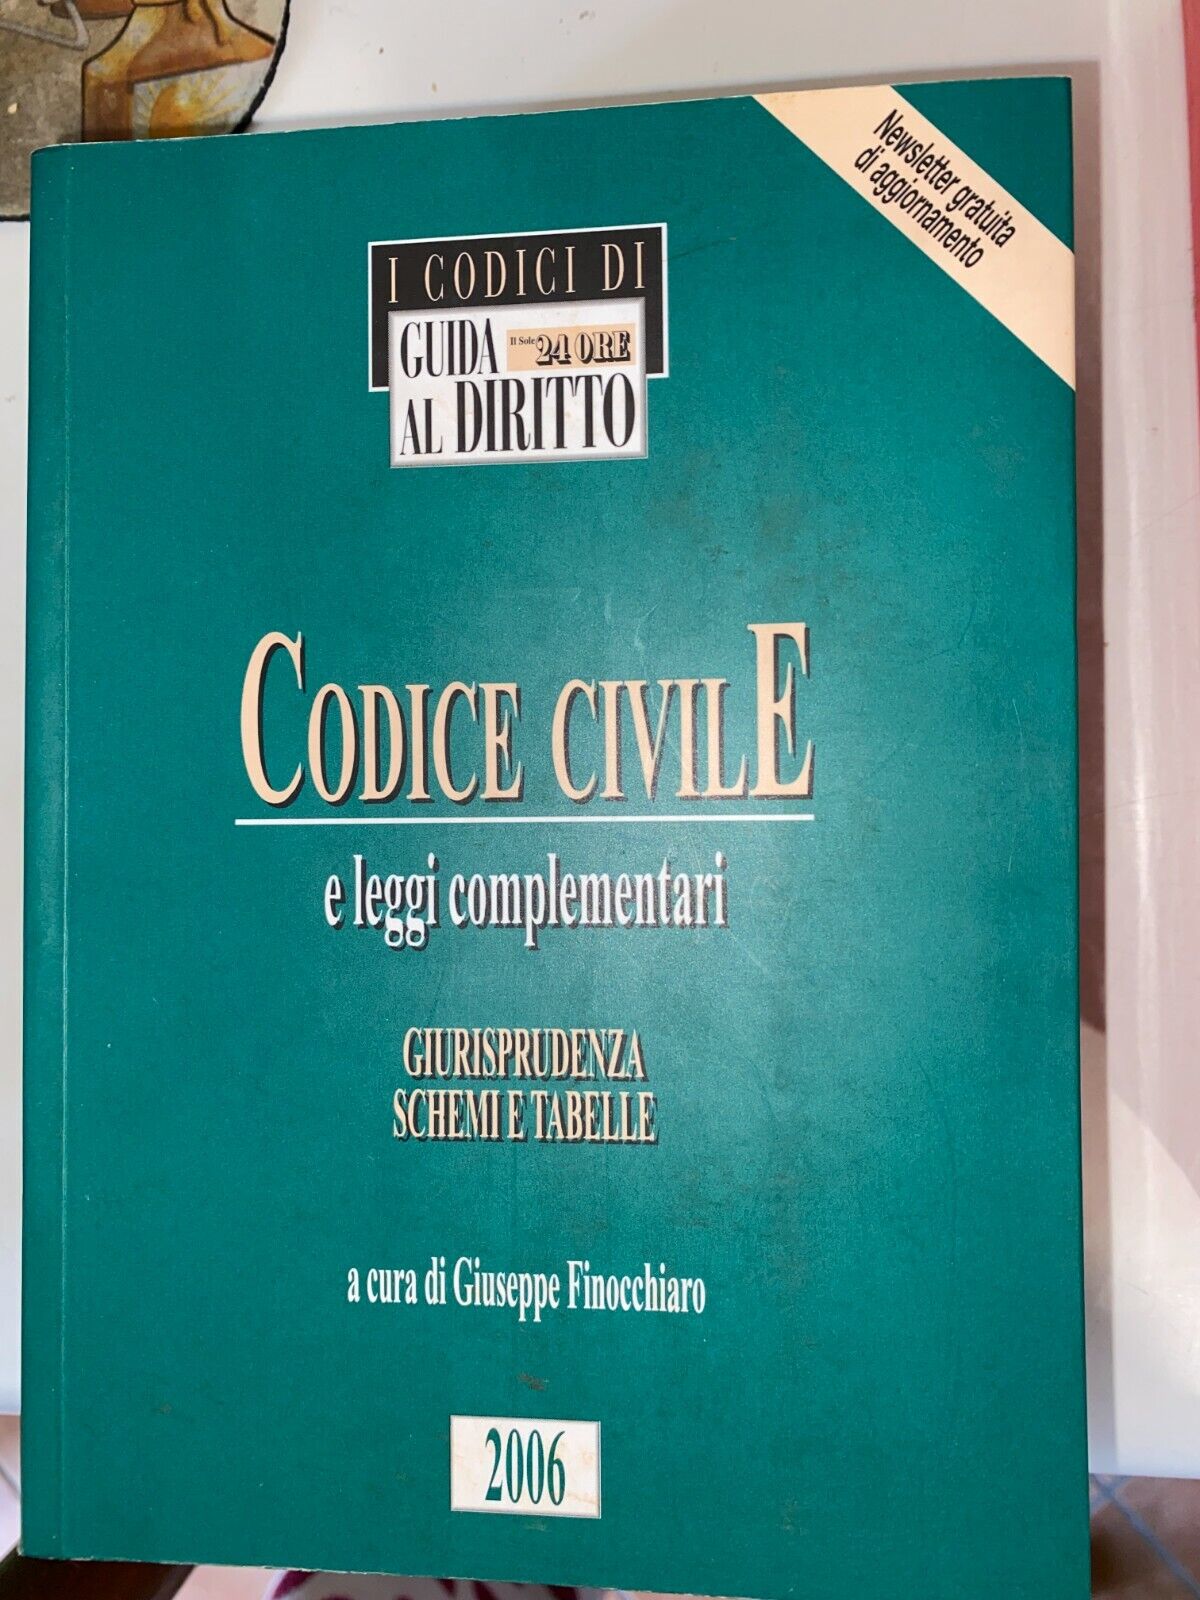 Newsletter gratuita
di aggiornamento
I CODICI DI
GUIDA Il Sole 24 ORE
AL DIRITTO
CODICE CIVILE
e leggi complementari
GIURISPRUDENZA
SCHEMI E TABELLE
a cura di Giuseppe Finocchiaro
2006